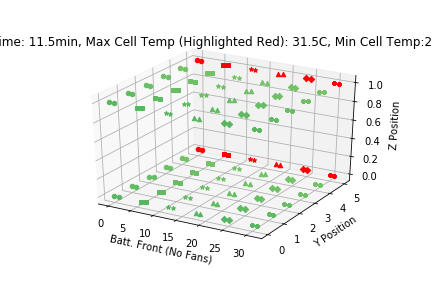 ime: 11.5min, Max Cell Temp (Highlighted Red): 31.5C, Min Cell Temp:2
1.0
0.8
0.6
0.4
0.2
0.0
Z Position
0 5 10 15 20 25 30
Batt. Front (No Fans)
0 1 2 3 4 5
Y Position